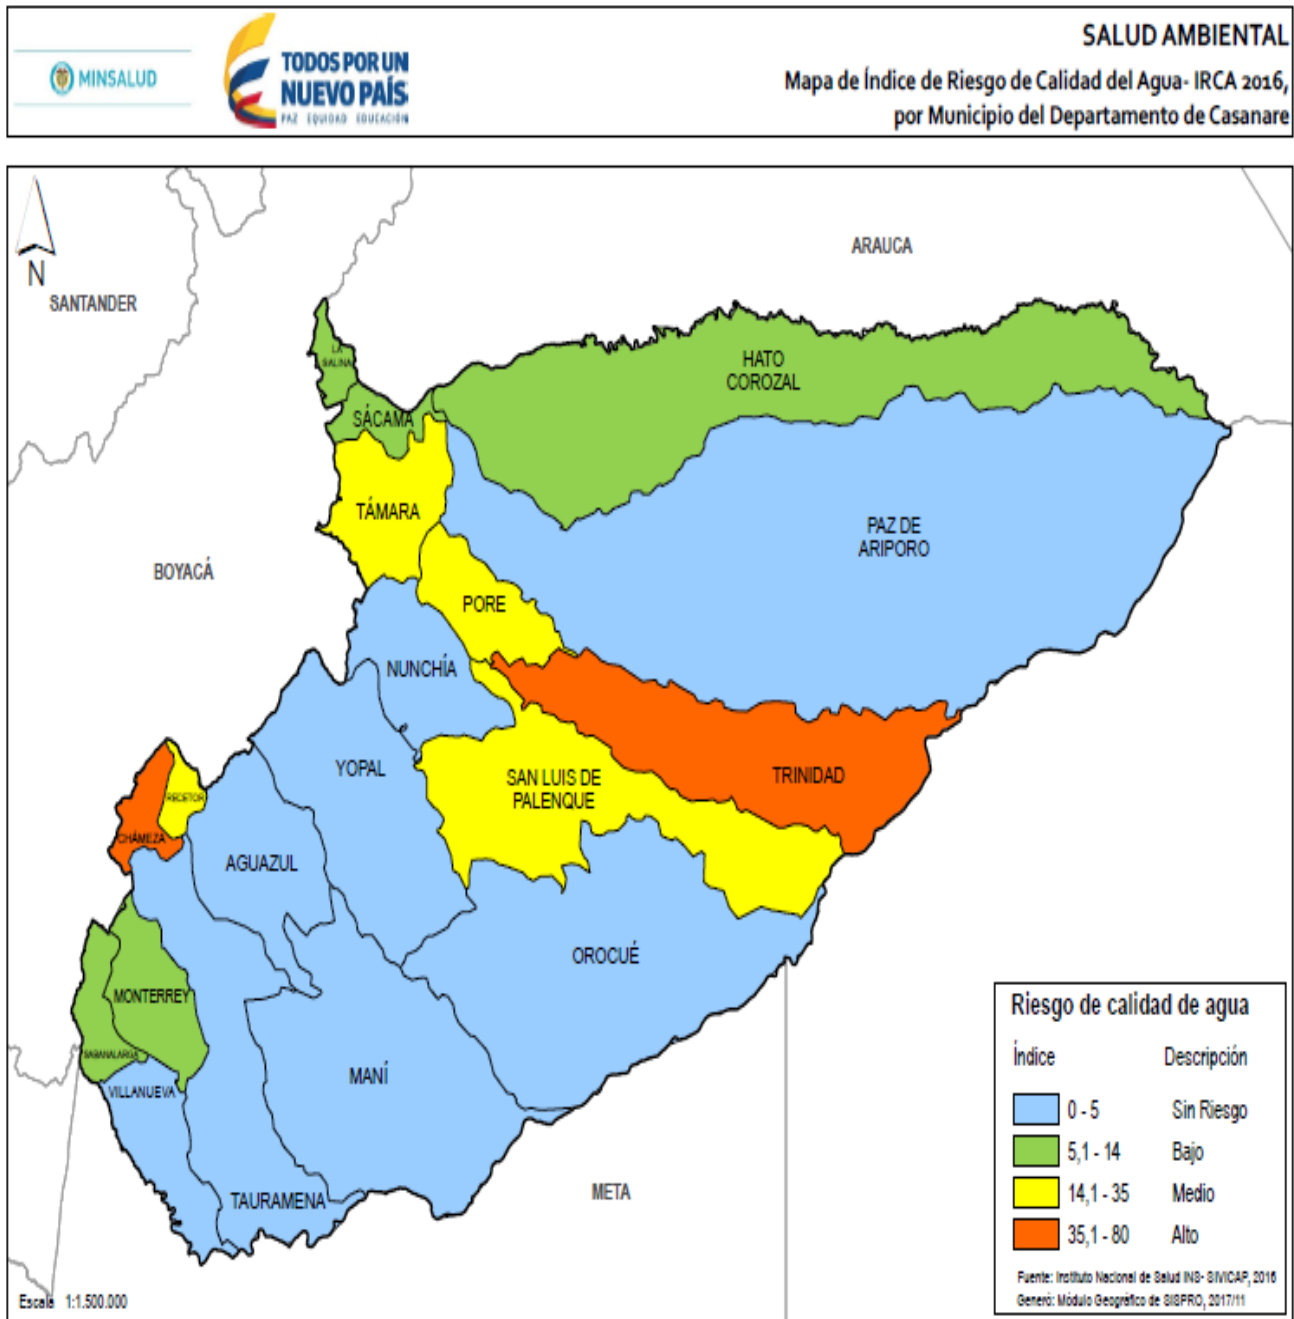 MINSALUD
TODOS POR UN
NUEVO PAÍS
PAZ EQUIDAD EDUCACIÓN
SALUD AMBIENTAL
Mapa de Índice de Riesgo de Calidad del Agua- IRCA 2016,
por Municipio del Departamento de Casanare
N
SANTANDER
ARAUCA
LA
SALINA
HATO
COROZAL
SÁCAMA
TÁMARA
PAZ DE
ARIPORO
BOYACÁ
PORE
NUNCHÍA
YOPAL
SAN LUIS DE
PALENQUE
TRINIDAD
RECETOR
CHÁMEZA
AGUAZUL
OROCUÉ
MONTERREY
SABANALARGA
VILLANUEVA
MANÍ
TAURAMENA
META
Riesgo de calidad de agua
Índice Descripción
0 - 5 Sin Riesgo
5,1 - 14 Bajo
14,1 - 35 Medio
35,1 - 80 Alto
Fuente: Instituto Nacional de Salud INS- SIVICAP, 2016
Generó: Módulo Geográfico de SISPRO, 2017/11
Escala 1:1.500.000